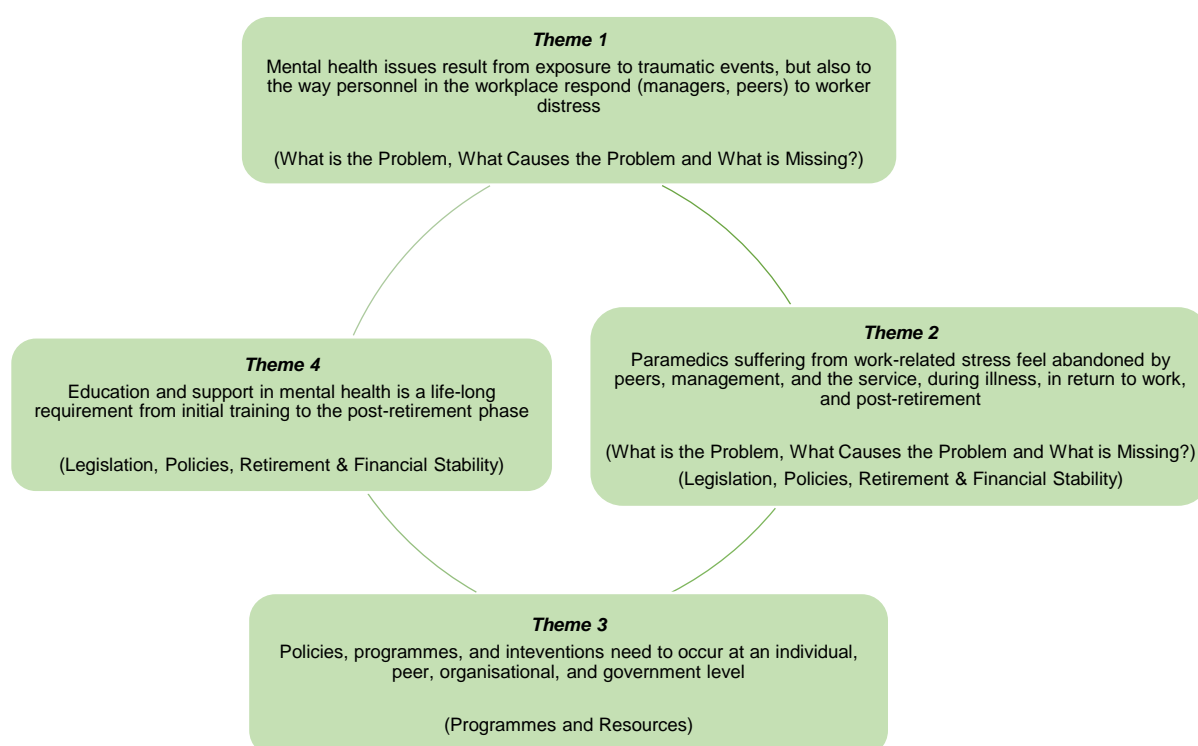 Theme 1
Mental health issues result from exposure to traumatic events, but also to
the way personnel in the workplace respond (managers, peers) to worker
distress
(What is the Problem, What Causes the Problem and What is Missing?)
Theme 2
Paramedics suffering from work-related stress feel abandoned by
peers, management, and the service, during illness, in return to work,
and post-retirement
(What is the Problem, What Causes the Problem and What is Missing?)
(Legislation, Policies, Retirement & Financial Stability)
Theme 3
Policies, programmes, and inteventions need to occur at an individual,
peer, organisational, and government level
(Programmes and Resources)
Theme 4
Education and support in mental health is a life-long
requirement from initial training to the post-retirement phase
(Legislation, Policies, Retirement & Financial Stability)